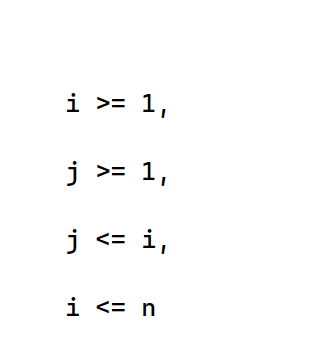 i >= 1,
j >= 1,
j <= i,
i <= n